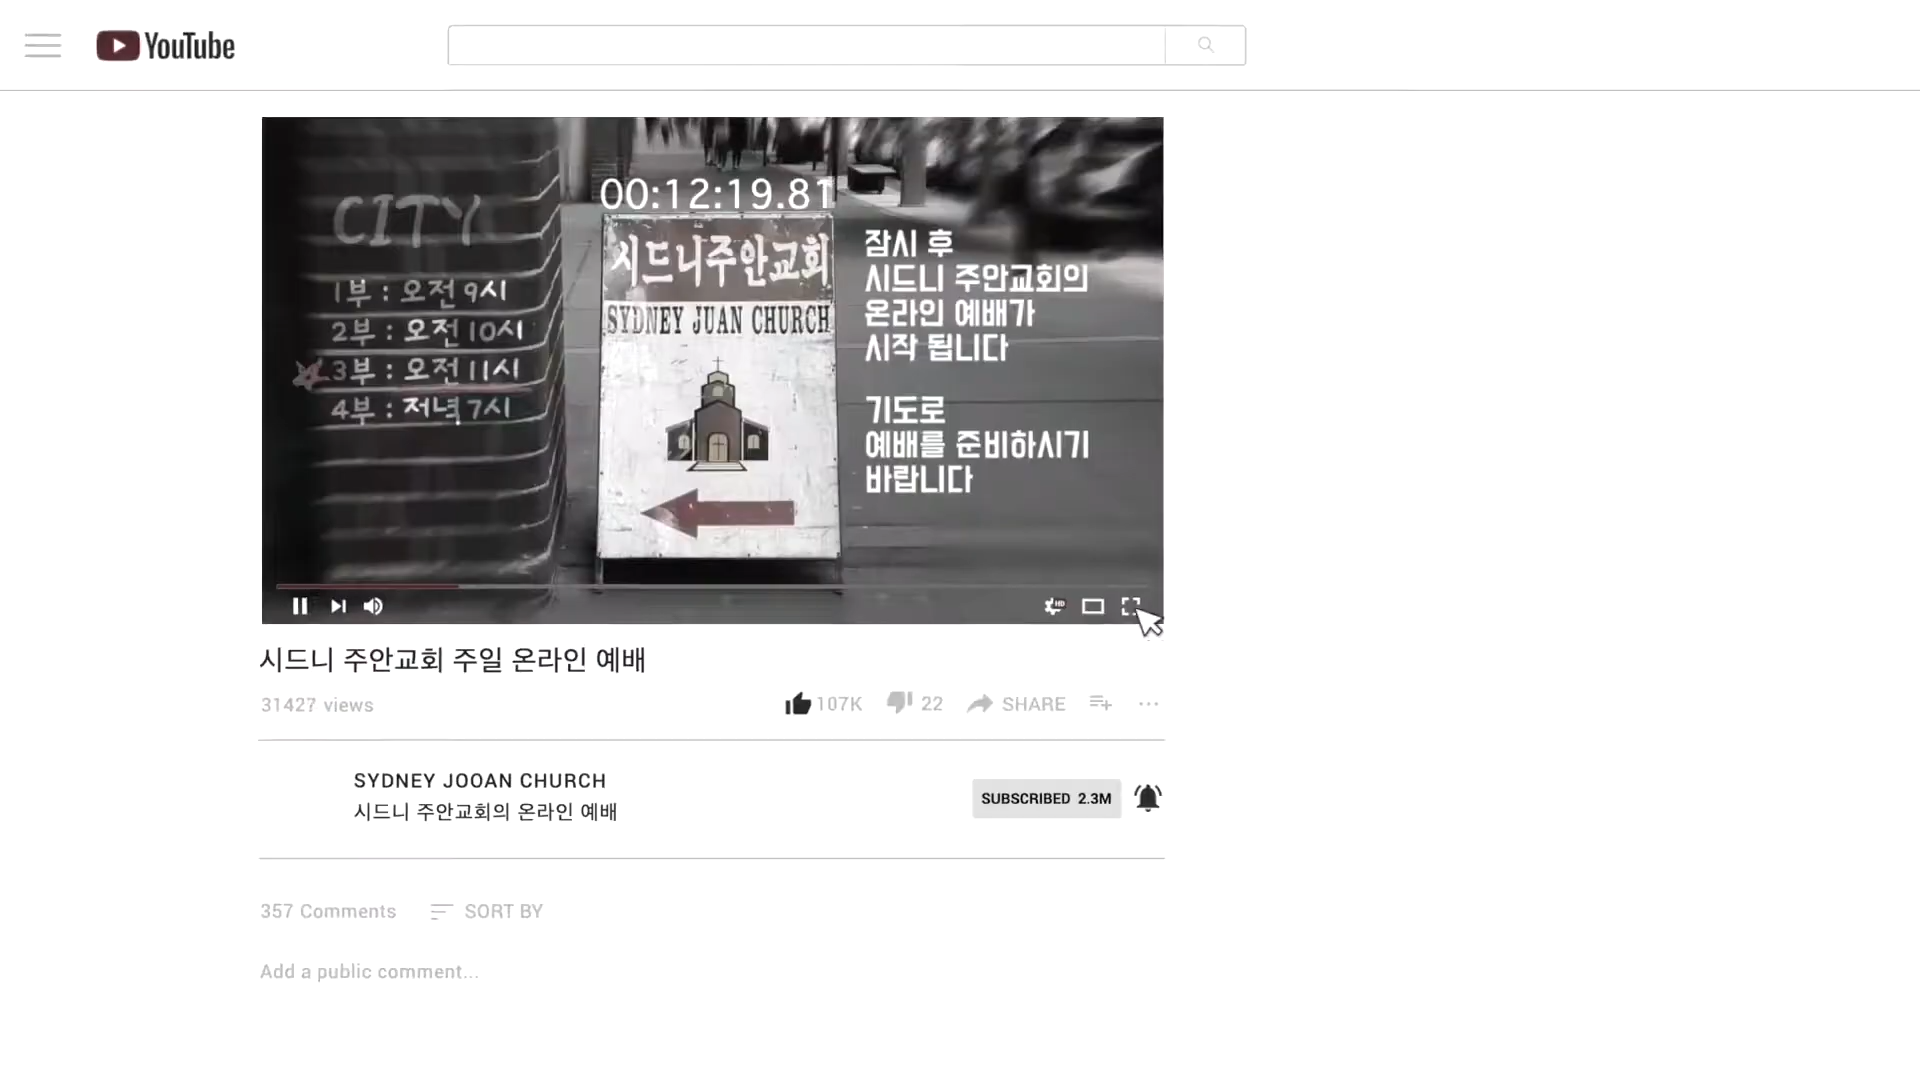 YouTube
CITY
1부 : 오전 9시
2부 : 오전 10시
3부 : 오전 11시
4부 : 저녁 7시
00:12:19.81
시드니주안교회
SYDNEY JUAN CHURCH
잠시 후
시드니 주안교회의
온라인 예배가
시작 됩니다
기도로
예배를 준비하시기
바랍니다
HD
시드니 주안교회 주일 온라인 예배
31427 views
107K
22
SHARE
SYDNEY JOOAN CHURCH
시드니 주안교회의 온라인 예배
SUBSCRIBED 2.3M
357 Comments
SORT BY
Add a public comment...